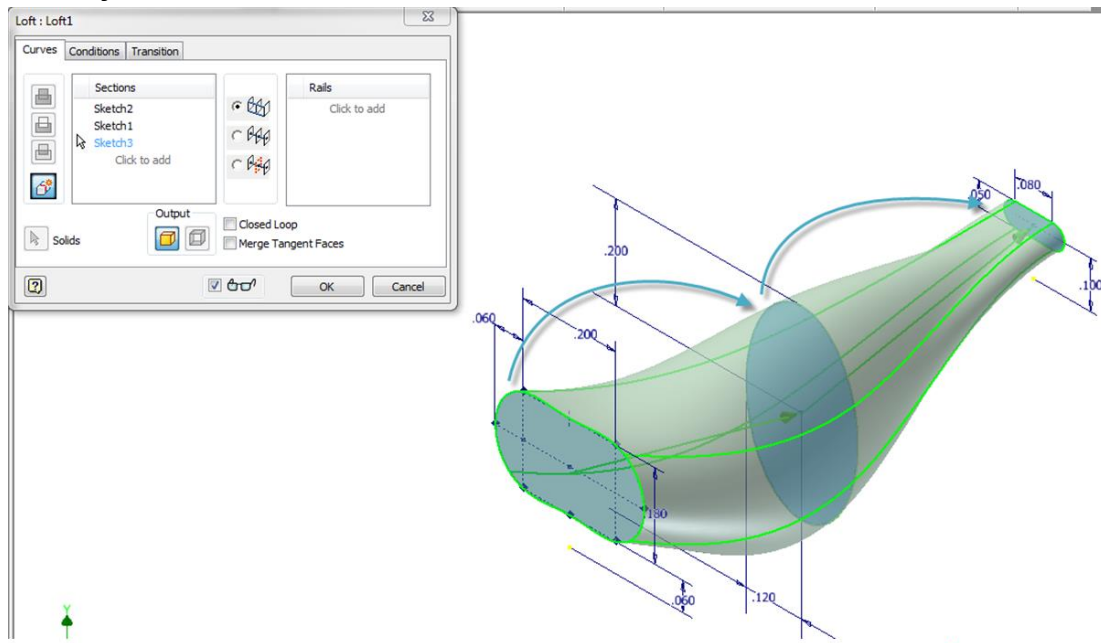 Loft : Loft1
Curves Conditions Transition
Sections
Sketch2
Sketch1
Sketch3
Click to add
Rails
Click to add
Solids
Output
Closed Loop
Merge Tangent Faces
OK Cancel
.050
.080
.200
.100
.060
.200
.180
.060
.120
Y